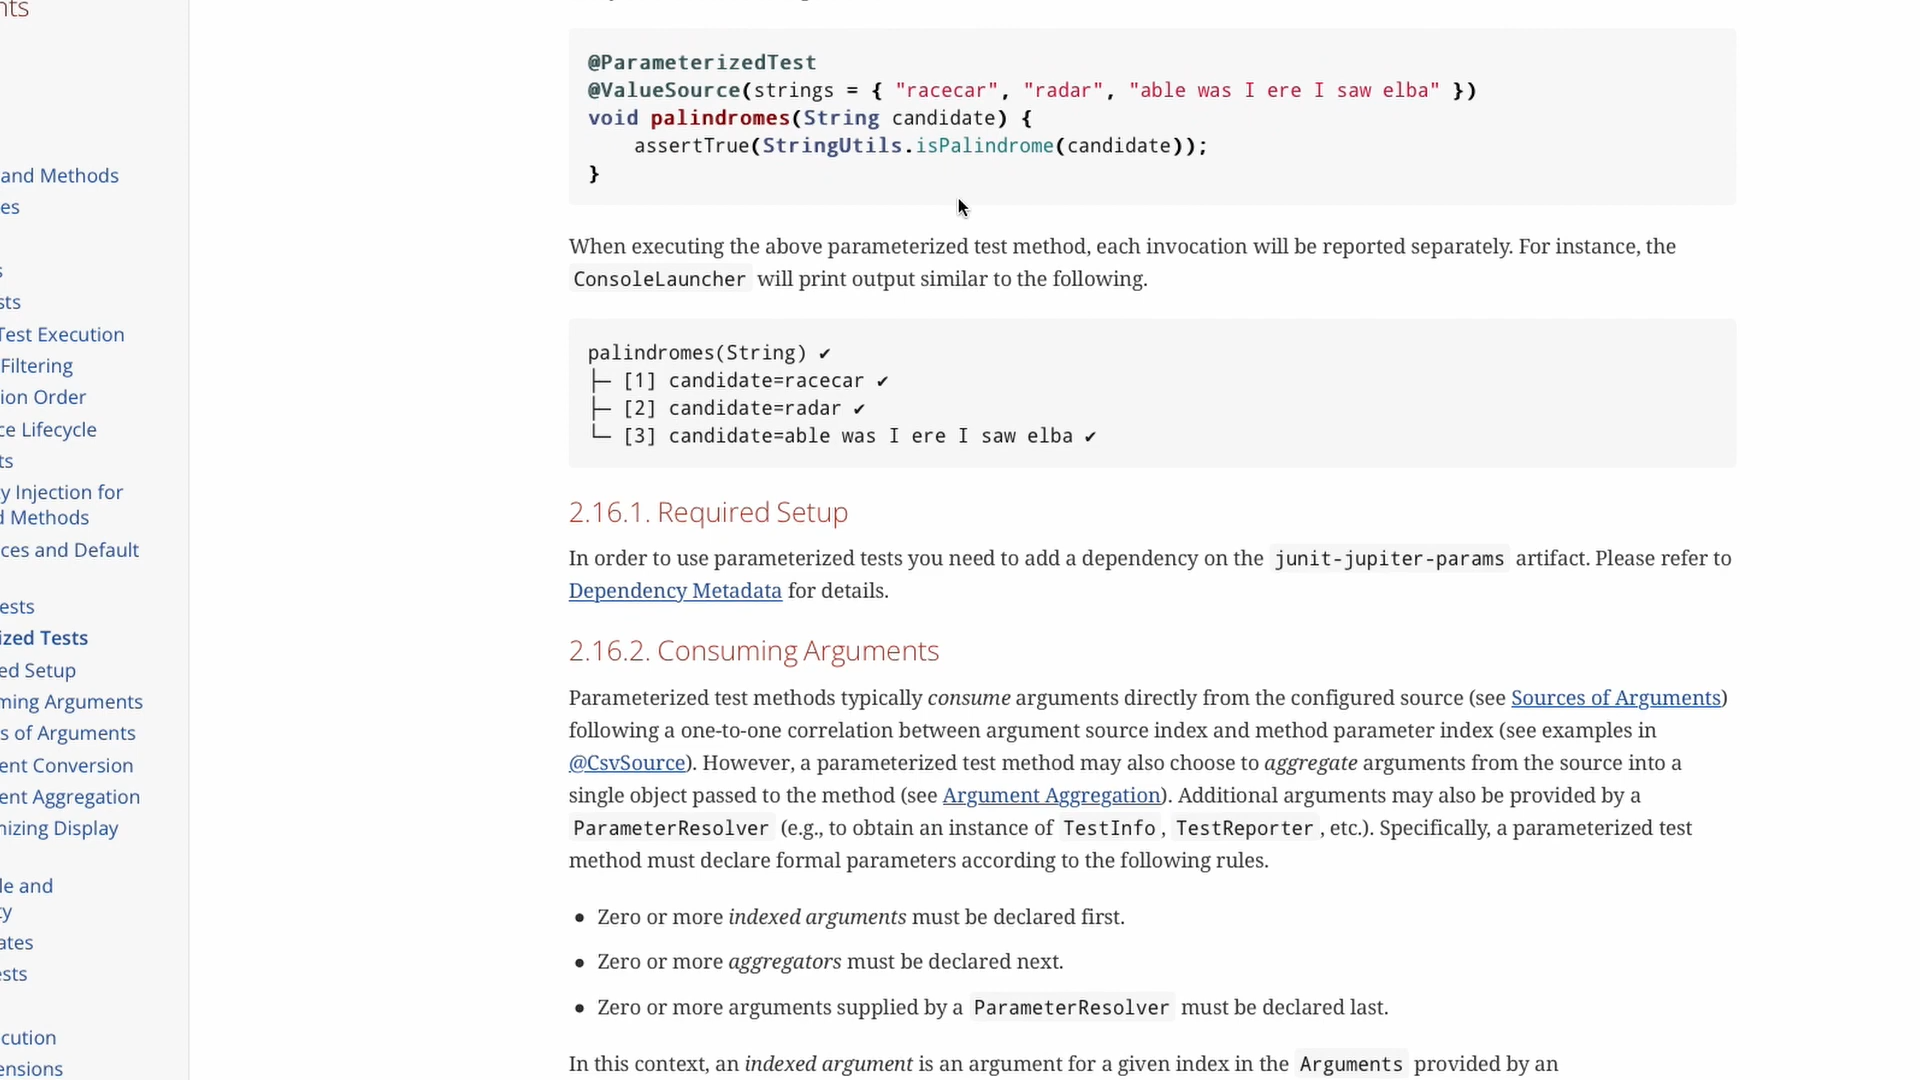 nts
and Methods
es
s
sts
Test Execution
Filtering
ion Order
ce Lifecycle
ts
y Injection for
d Methods
ces and Default
ests
ized Tests
ed Setup
ming Arguments
s of Arguments
ent Conversion
ent Aggregation
mizing Display
le and
ty
ates
ests
cution
ensions
@ParameterizedTest
@ValueSource(strings = { "racecar", "radar", "able was I ere I saw elba" })
void palindromes(String candidate) {
    assertTrue(StringUtils.isPalindrome(candidate));
}
When executing the above parameterized test method, each invocation will be reported separately. For instance, the
ConsoleLauncher will print output similar to the following.
palindromes(String) ✔
├─ [1] candidate=racecar ✔
├─ [2] candidate=radar ✔
└─ [3] candidate=able was I ere I saw elba ✔
2.16.1. Required Setup
In order to use parameterized tests you need to add a dependency on the junit-jupiter-params artifact. Please refer to
Dependency Metadata for details.
2.16.2. Consuming Arguments
Parameterized test methods typically consume arguments directly from the configured source (see Sources of Arguments)
following a one-to-one correlation between argument source index and method parameter index (see examples in
@CsvSource). However, a parameterized test method may also choose to aggregate arguments from the source into a
single object passed to the method (see Argument Aggregation). Additional arguments may also be provided by a
ParameterResolver (e.g., to obtain an instance of TestInfo, TestReporter, etc.). Specifically, a parameterized test
method must declare formal parameters according to the following rules.
• Zero or more indexed arguments must be declared first.
• Zero or more aggregators must be declared next.
• Zero or more arguments supplied by a ParameterResolver must be declared last.
In this context, an indexed argument is an argument for a given index in the Arguments provided by an